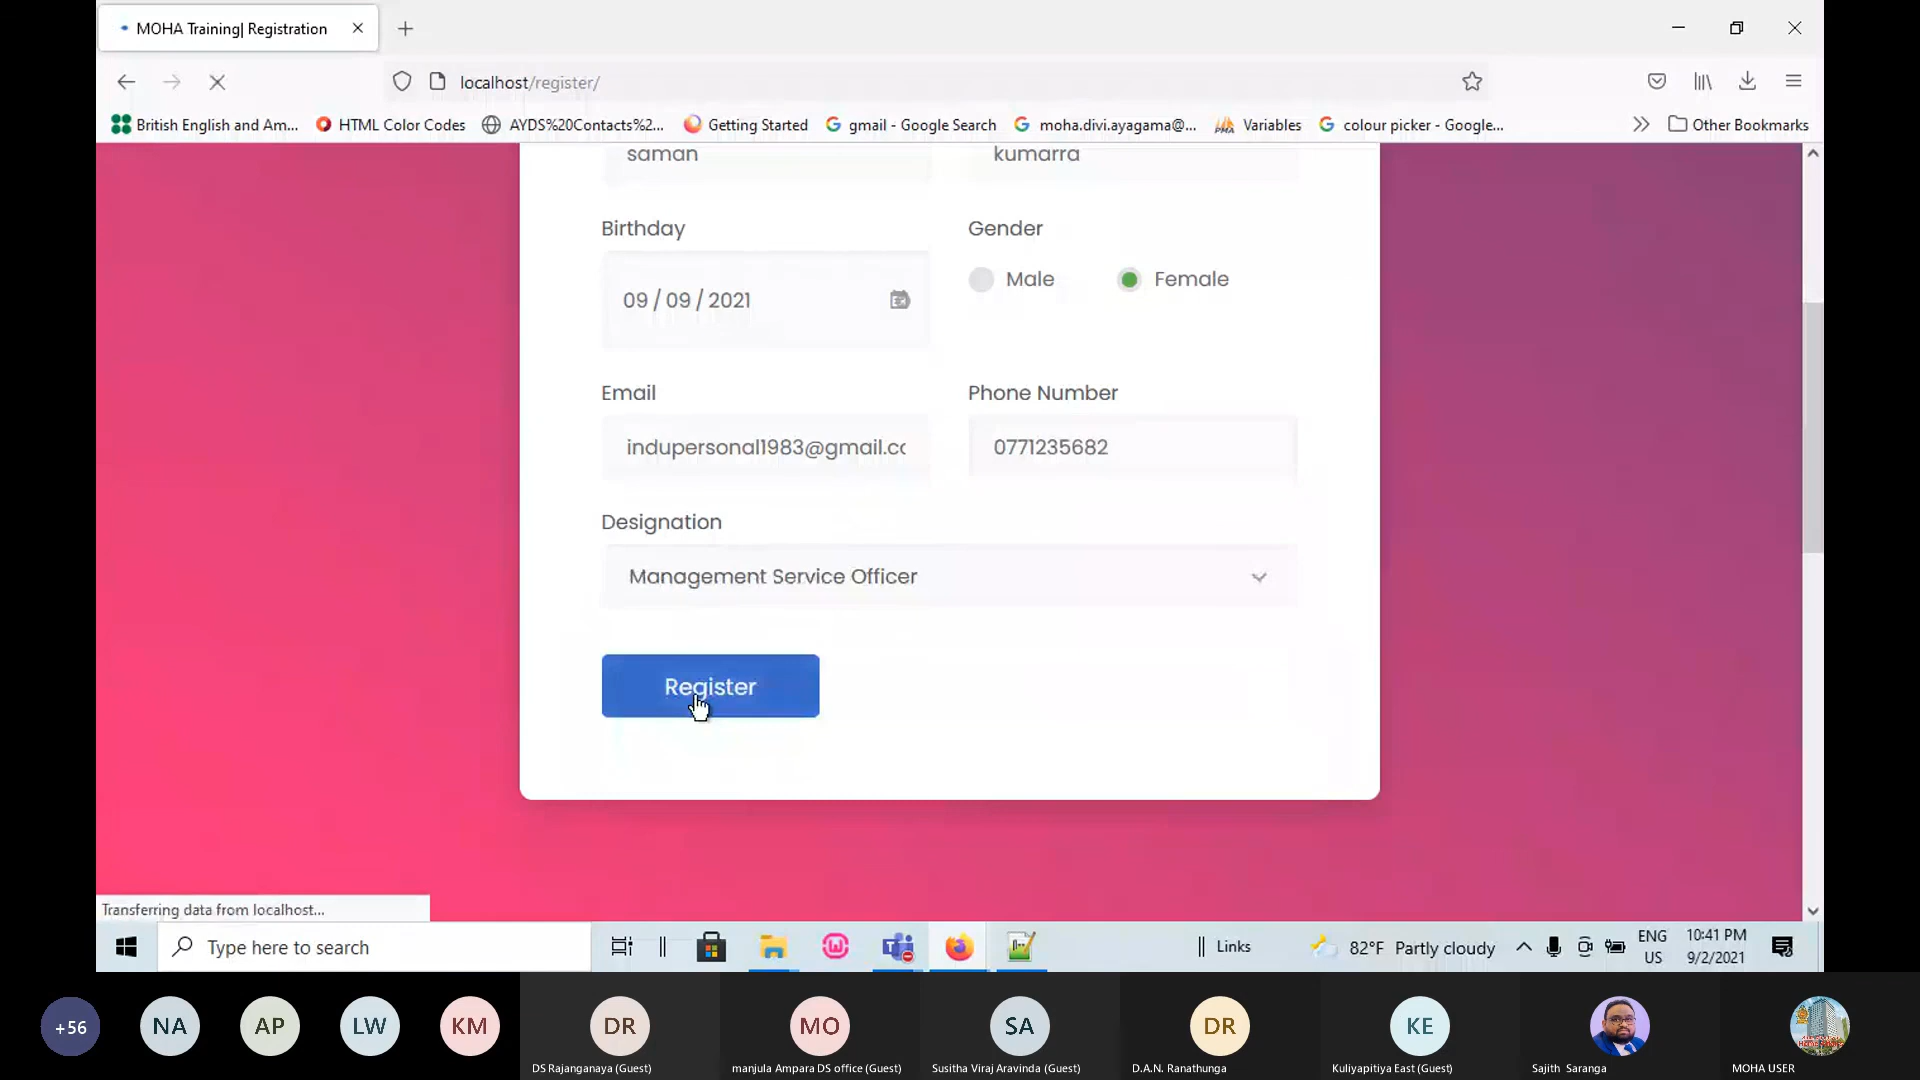 MOHA Training| Registration
localhost/register/
British English and Am...
HTML Color Codes
AYDS%20Contacts%2...
Getting Started
gmail - Google Search
moha.divi.ayagama@...
Variables
colour picker - Google...
Other Bookmarks
saman
kumarra
Birthday
Gender
09 / 09 / 2021
Male
Female
Email
Phone Number
indupersonal1983@gmail.cc
0771235682
Designation
Management Service Officer
Register
Transferring data from localhost...
Type here to search
Links
82°F Partly cloudy
ENG
US
10:41 PM
9/2/2021
+56
NA
AP
LW
KM
DR
MO
SA
DR
KE
DS Rajanganaya (Guest)
manjula Ampara DS office (Guest)
Susitha Viraj Aravinda (Guest)
D.A.N. Ranathunga
Kuliyapitiya East (Guest)
Sajith Saranga
MOHA USER